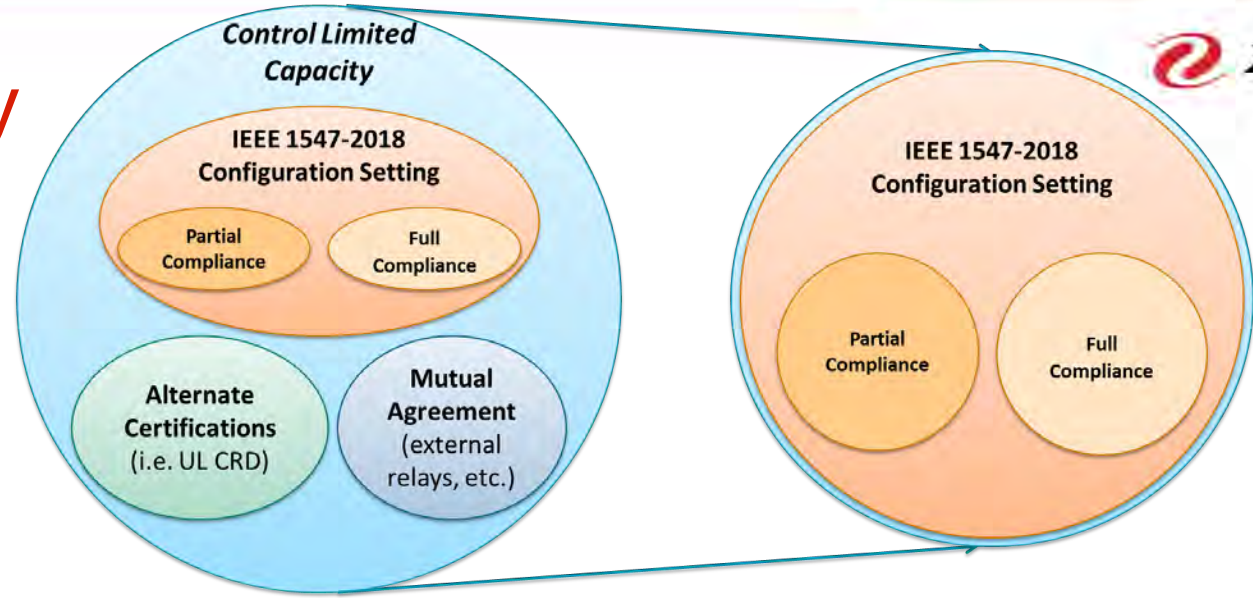 Control Limited
Capacity
IEEE 1547-2018
Configuration Setting
Partial
Compliance
Full
Compliance
Alternate
Certifications
(i.e. UL CRD)
Mutual
Agreement
(external
relays, etc.)
IEEE 1547-2018
Configuration Setting
Partial
Compliance
Full
Compliance